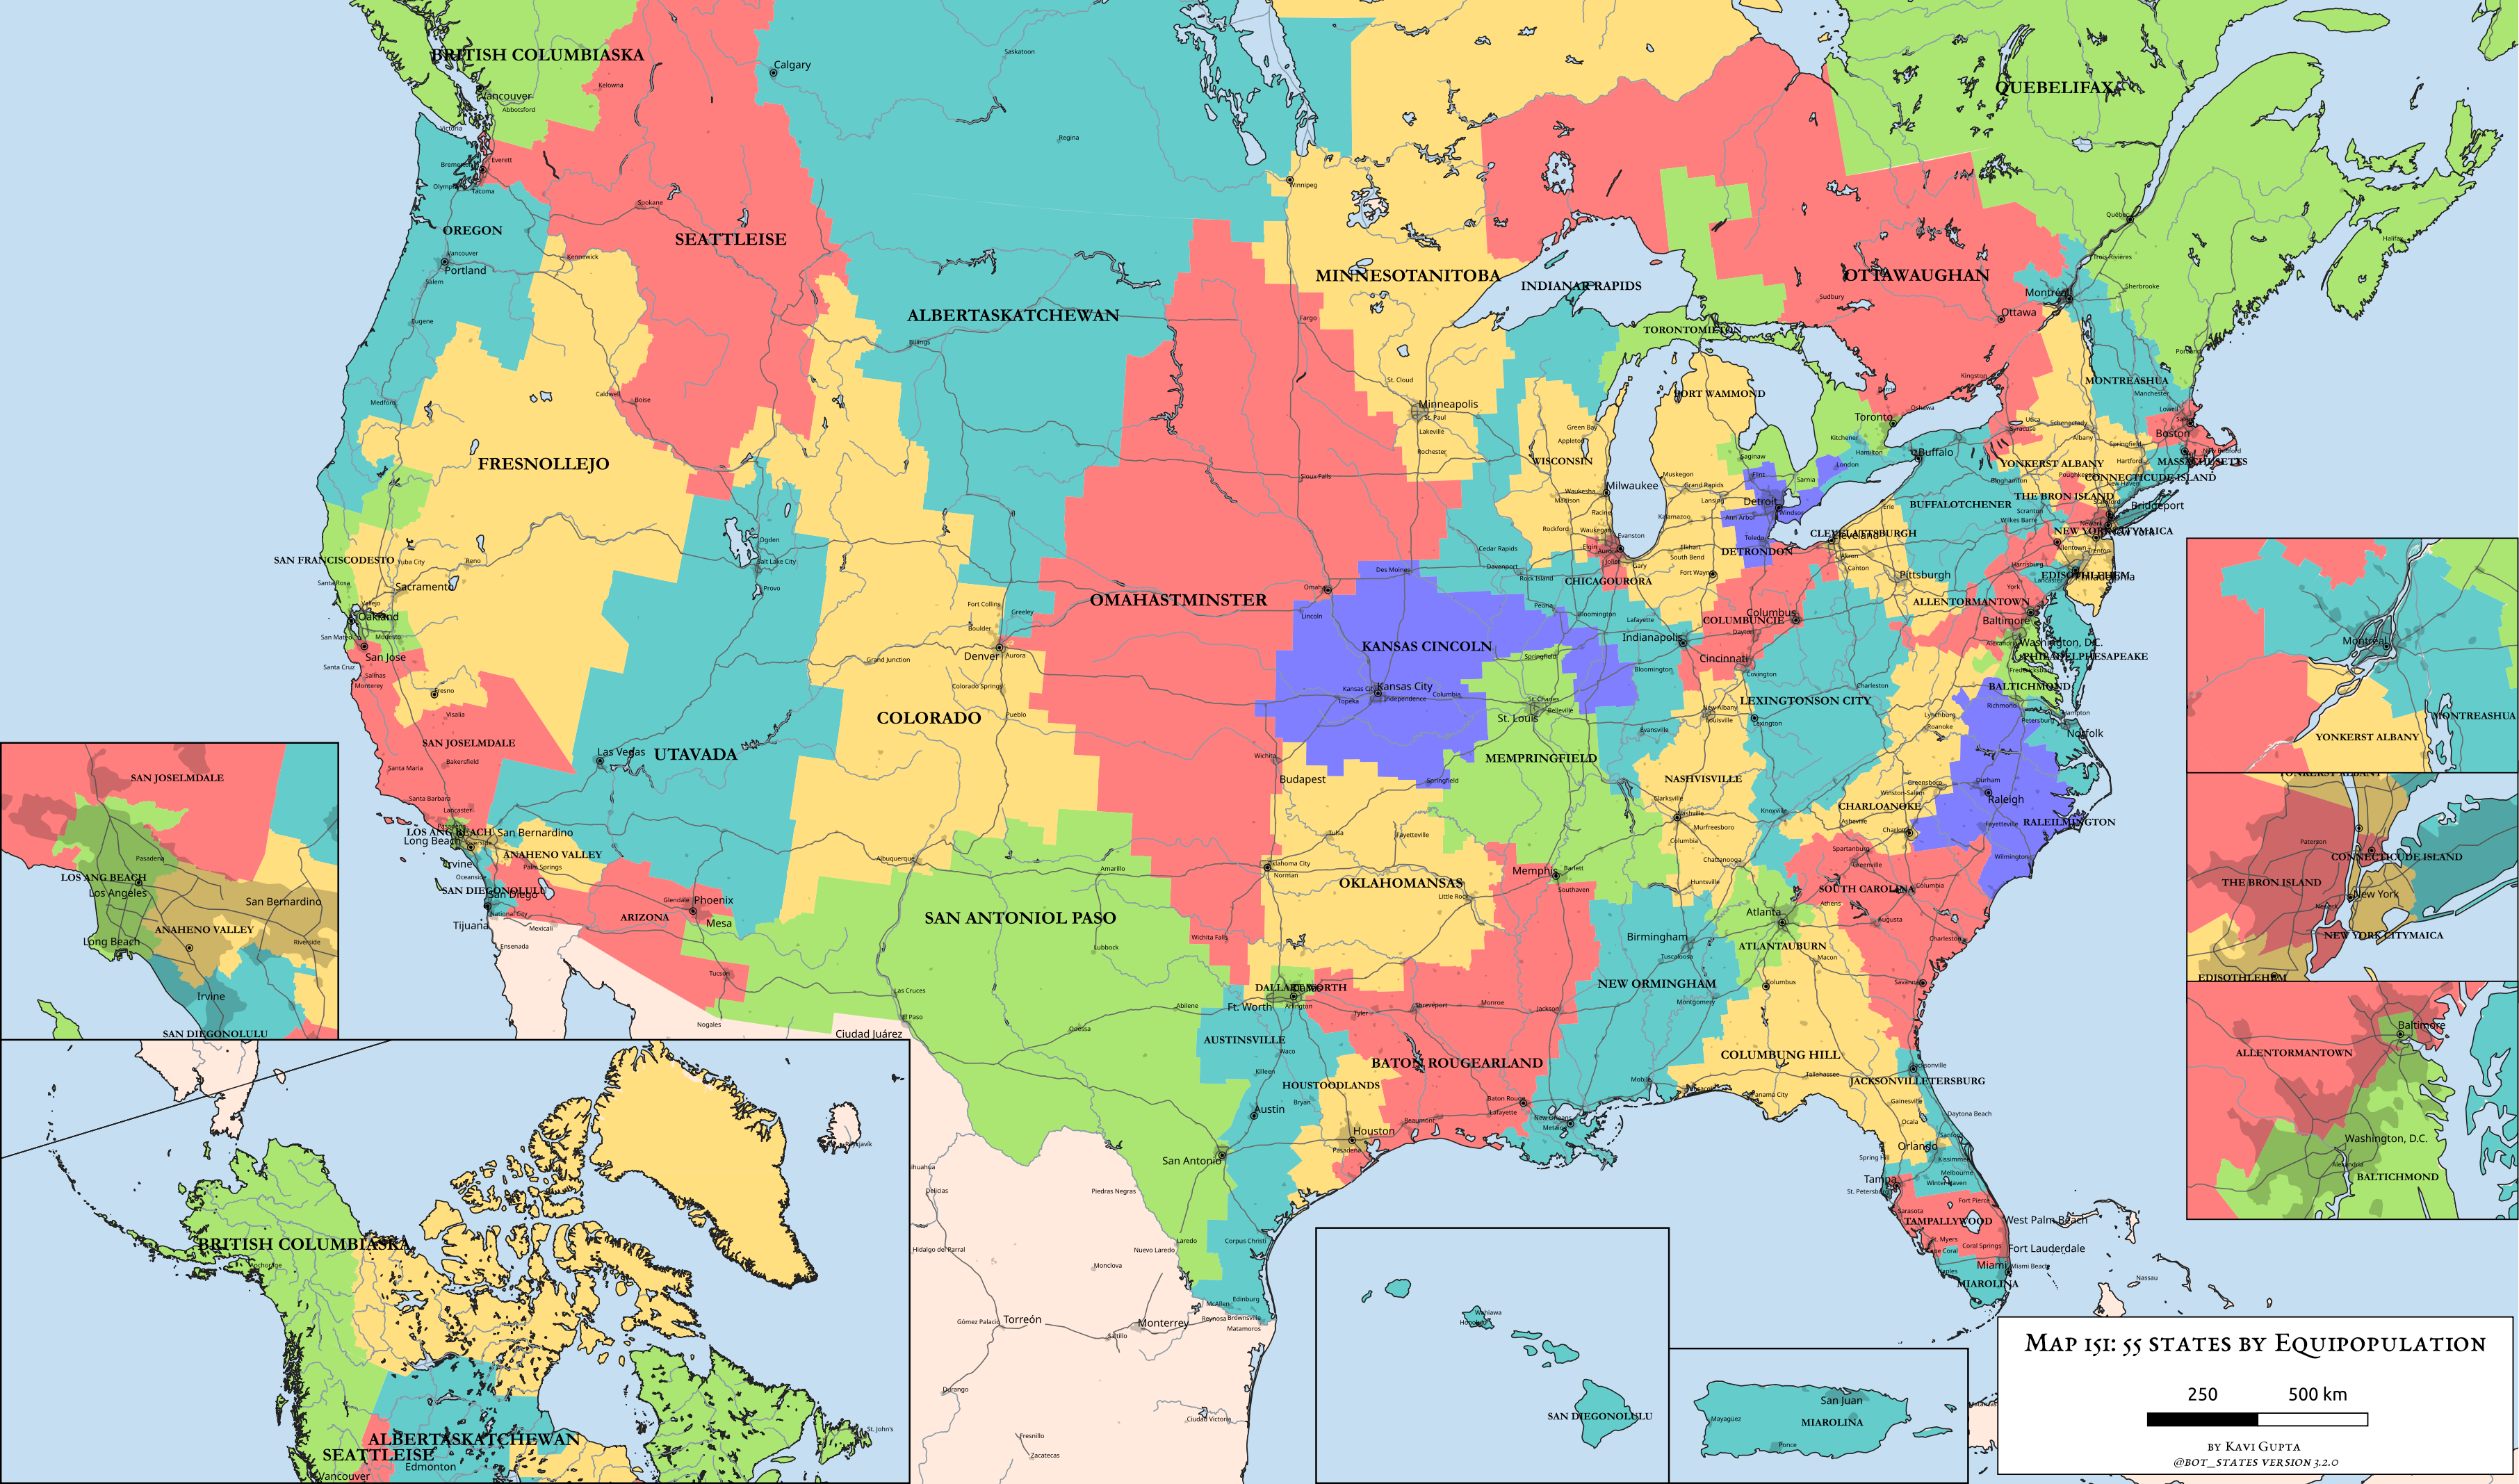 BRITISH COLUMBIASKA
Vancouver
Abbotsford
Kelowna
Victoria
Calgary
Saskatoon
Regina
Winnipeg
QUEBELIFAX
Québec
Halifax
Trois-Rivières
Sherbrooke
Everett
Bremerton
Olympia
Tacoma
Spokane
SEATTLEISE
OREGON
Vancouver
Portland
Salem
Kennewick
Eugene
Medford
Caldwell
Boise
ALBERTASKATCHEWAN
Billings
Fargo
MINNESOTANITOBA
INDIANAR RAPIDS
TORONTOMILTON
OTTAWAUGHAN
Sudbury
Ottawa
Montréal
Kingston
MONTREASHUA
Portland
Manchester
Lowell
Boston
St. Cloud
Minneapolis
St. Paul
Lakeville
Rochester
Sioux Falls
Green Bay
Appleton
WISCONSIN
Waukesha
Milwaukee
Madison
Racine
Rockford
Waukegan
Evanston
Elgin
Joliet
Gary
PORT WAMMOND
Muskegon
Grand Rapids
Lansing
Kalamazoo
Saginaw
Flint
Detroit
Ann Arbor
Windsor
Toledo
Elkhart
South Bend
Fort Wayne
DETRONDON
Barrie
Oshawa
Toronto
Kitchener
Hamilton
London
Sarnia
Buffalo
Utica
Syracuse
Schenectady
Albany
Springfield
YONKERST ALBANY
MASSACHUSETTS
New Bedford
Hartford
Poughkeepsie
CONNECTICUDE ISLAND
Binghamton
THE BRON ISLAND
BUFFALOTCHENER
Bridgeport
Scranton
Wilkes Barre
Erie
NEW YORK CITYMAICA
New York
Allentown
Trenton
CLEVELATTSBURGH
Cleveland
Akron
Canton
Pittsburgh
Harrisburg
Lancaster
York
EDISOTHLEHEM
Philadelphia
ALLENTORMANTOWN
Baltimore
Washington, D.C.
PHILADELPHESAPEAKE
Fredericksburg
BALTICHMOND
Richmond
Petersburg
Hampton
Norfolk
FRESNOLLEJO
SAN FRANCISCODESTO
Yuba City
Reno
Santa Rosa
Sacramento
Vallejo
Oakland
San Mateo
Modesto
San Jose
Santa Cruz
Salinas
Monterey
Fresno
Visalia
SAN JOSELMDALE
Bakersfield
Santa Maria
Santa Barbara
Lancaster
Ogden
Salt Lake City
Provo
Las Vegas
UTAVADA
Fort Collins
Greeley
Boulder
Denver
Aurora
Grand Junction
Colorado Springs
COLORADO
Pueblo
OMAHASTMINSTER
Omaha
Lincoln
Des Moines
Cedar Rapids
Davenport
Rock Island
CHICAGOURORA
Peoria
Bloomington
Lafayette
Indianapolis
Springfield
Bloomington
KANSAS CINCOLN
Kansas City
Kansas City
Topeka
Independence
Columbia
St. Charles
St. Louis
Belleville
Evansville
Columbus
COLUMBUNCIE
Dayton
Cincinnati
Covington
Charleston
LEXINGTONSON CITY
New Albany
Louisville
Lexington
Lynchburg
Roanoke
Wichita
Budapest
Springfield
MEMPRINGFIELD
NASHVISVILLE
Clarksville
Nashville
Murfreesboro
Columbia
Knoxville
Chattanooga
Huntsville
Greensboro
Winston-Salem
CHARLOANOKE
Asheville
Charlotte
Durham
Raleigh
RALEILMINGTON
Fayetteville
Wilmington
Spartanburg
Greenville
SOUTH CAROLINA
Columbia
Athens
Augusta
Charleston
Tulsa
Fayetteville
Oklahoma City
Norman
OKLAHOMANSAS
Little Rock
Memphis
Bartlett
Southaven
Atlanta
ATLANTAUBURN
Macon
Columbus
Savannah
Birmingham
Tuscaloosa
NEW ORMINGHAM
Montgomery
LOS ANG BEACH
Long Beach
San Bernardino
Irvine
ANAHENO VALLEY
Palm Springs
Oceanside
SAN DIEGONOLULU
San Diego
National City
Tijuana
Mexicali
Ensenada
Glendale
Phoenix
ARIZONA
Mesa
Tucson
Nogales
Albuquerque
Amarillo
SAN ANTONIOL PASO
Lubbock
Wichita Falls
Las Cruces
El Paso
Ciudad Juárez
Abilene
Odessa
DALLART WORTH
Ft. Worth
Arlington
AUSTINSVILLE
Waco
Killeen
Tyler
Shreveport
Monroe
Jackson
HOUSTOODLANDS
BATON ROUGEARLAND
Bryan
Austin
Houston
Pasadena
Beaumont
Baton Rouge
Lafayette
New Orleans
Metairie
Mobile
San Antonio
COLUMBUNG HILL
Tallahassee
Panama City
Jacksonville
JACKSONVILLETERSBURG
Gainesville
Daytona Beach
Ocala
Orlando
Sanford
Spring Hill
Kissimmee
Melbourne
Tampa
Winter Haven
St. Petersburg
Fort Pierce
Sarasota
TAMPALLYWOOD
West Palm Beach
Ft. Myers
Cape Coral
Coral Springs
Fort Lauderdale
Naples
Miami
Miami Beach
MIAROLINA
Nassau
Delicias
Piedras Negras
Hidalgo del Parral
Nuevo Laredo
Laredo
Corpus Christi
Monclova
McAllen
Edinburg
Reynosa
Brownsville
Matamoros
Gómez Palacio
Torreón
Saltillo
Monterrey
Durango
Ciudad Victoria
Fresnillo
Zacatecas
SAN JOSELMDALE
Pasadena
LOS ANG BEACH
Los Angeles
San Bernardino
ANAHENO VALLEY
Long Beach
Riverside
Irvine
SAN DIEGONOLULU
BRITISH COLUMBIASKA
Anchorage
Reykjavík
St. John's
ALBERTASKATCHEWAN
SEATTLEISE
Edmonton
Vancouver
Wahiawa
Honolulu
SAN DIEGONOLULU
San Juan
Mayagüez
MIAROLINA
Ponce
Montréal
MONTREASHUA
YONKERST ALBANY
YONKERST ALBANY
Paterson
CONNECTICUDE ISLAND
THE BRON ISLAND
New York
Newark
NEW YORK CITYMAICA
EDISOTHLEHEM
Baltimore
ALLENTORMANTOWN
Washington, D.C.
Alexandria
BALTICHMOND
Map 151: 55 states by Equipopulation
250 500 km
by Kavi Gupta
@bot_states version 3.2.0